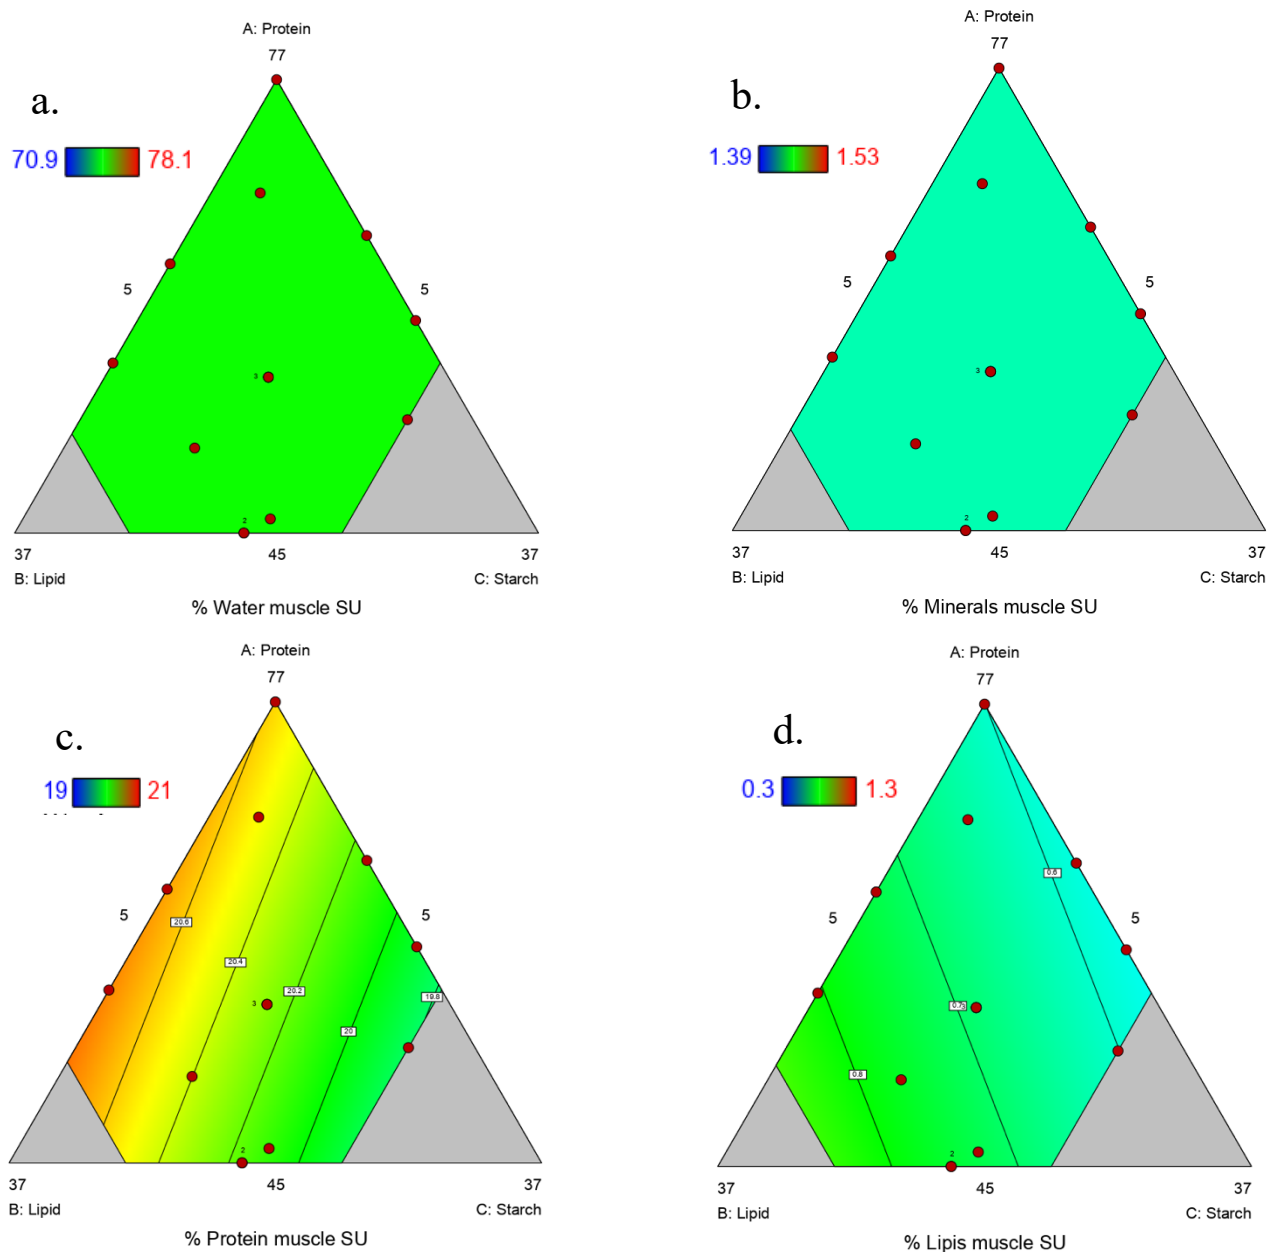 A: Protein
77
a.
70.9 78.1
5 5
3
2
37 45 37
B: Lipid C: Starch
% Water muscle SU
A: Protein
77
b.
1.39 1.53
5 5
3
2
37 45 37
B: Lipid C: Starch
% Minerals muscle SU
A: Protein
77
c.
19 21
5 5
20.6
20.4
20.2
19.8
3
20
2
37 45 37
B: Lipid C: Starch
% Protein muscle SU
A: Protein
77
d.
0.3 1.3
0.6
5 5
0.8
2
37 45 37
B: Lipid C: Starch
% Lipis muscle SU